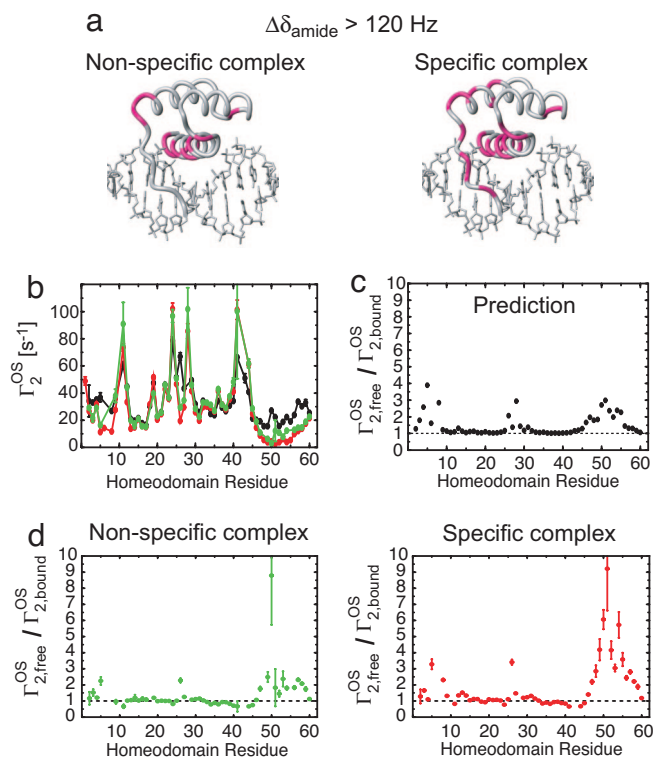 a
Δδamide > 120 Hz
Non-specific complex
Specific complex
b
Γ2OS [s-1]
100
80
60
40
20
0
10 20 30 40 50 60
Homeodomain Residue
c
Prediction
Γ2,freeOS / Γ2,boundOS
10
9
8
7
6
5
4
3
2
1
0
10 20 30 40 50 60
Homeodomain Residue
d
Non-specific complex
Γ2,freeOS / Γ2,boundOS
10
9
8
7
6
5
4
3
2
1
0
10 20 30 40 50 60
Homeodomain Residue
Specific complex
Γ2,freeOS / Γ2,boundOS
10
9
8
7
6
5
4
3
2
1
0
10 20 30 40 50 60
Homeodomain Residue